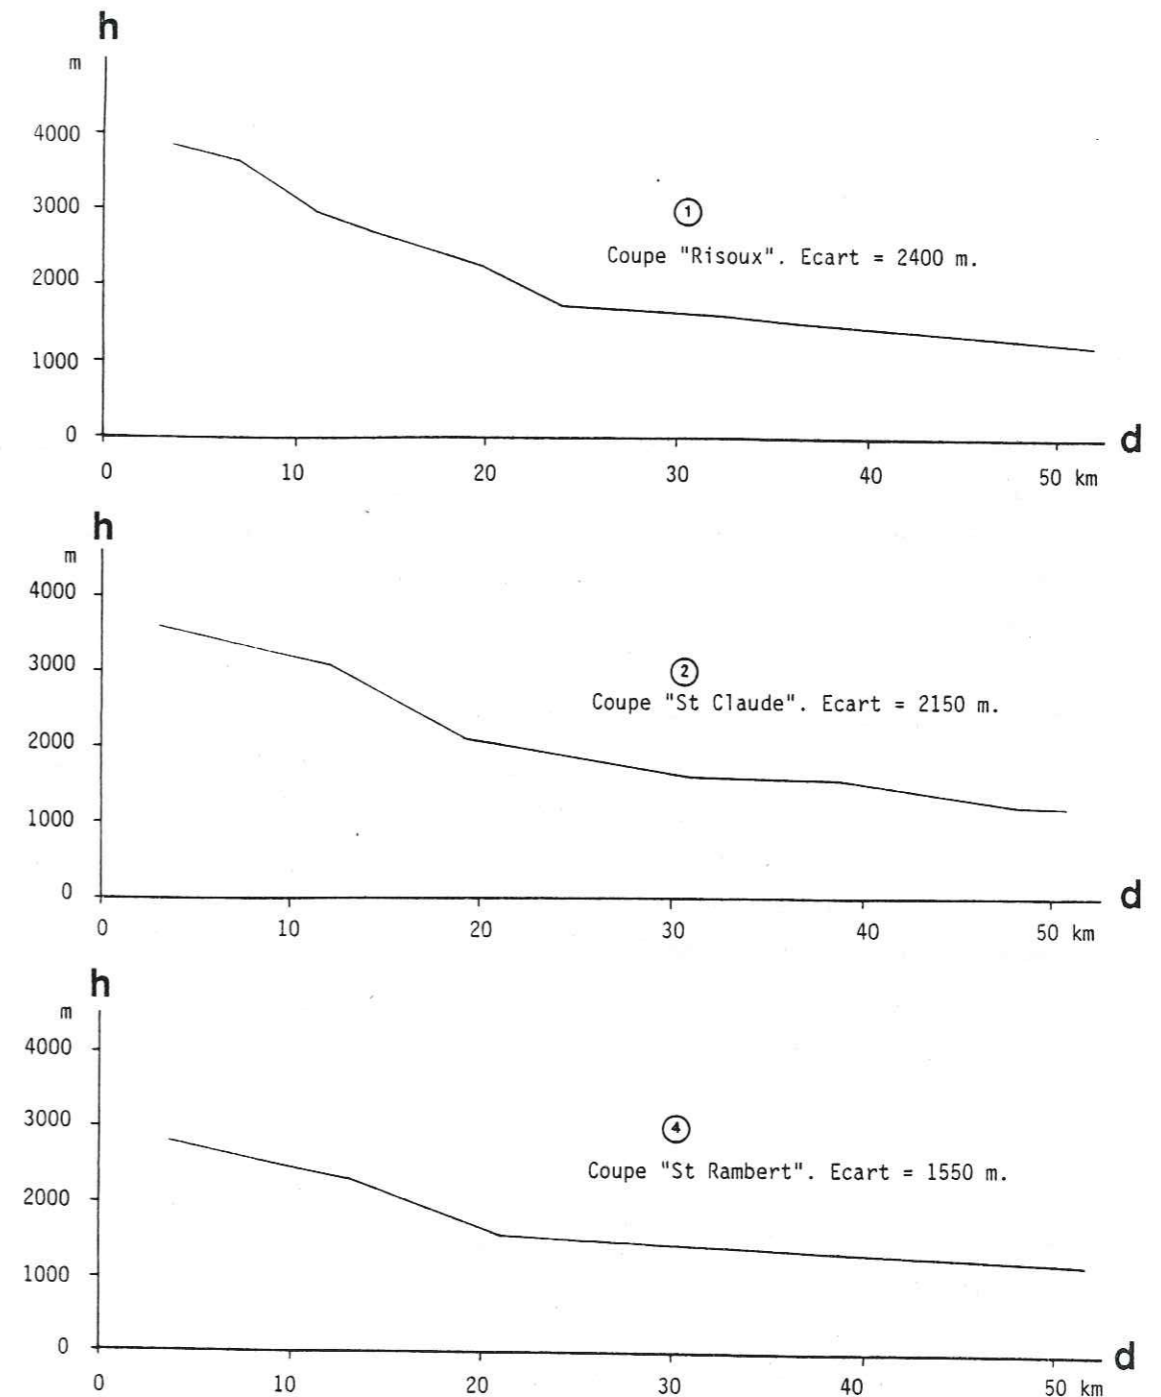 h
m
4000
3000
2000
1000
0
1
Coupe "Risoux". Ecart = 2400 m.
d
0 10 20 30 40 50 km
h
m
4000
3000
2000
1000
0
2
Coupe "St Claude". Ecart = 2150 m.
d
0 10 20 30 40 50 km
h
m
4000
3000
2000
1000
0
4
Coupe "St Rambert". Ecart = 1550 m.
d
0 10 20 30 40 50 km